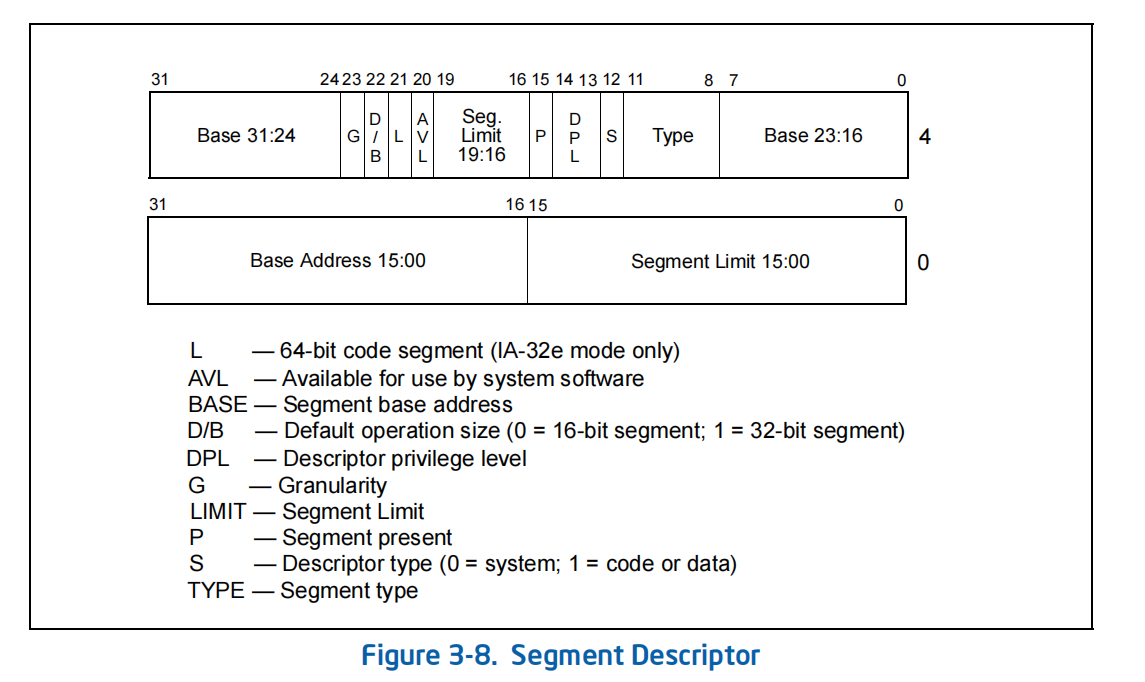 31 24 23 22 21 20 19 16 15 14 13 12 11 8 7 0
Base 31:24 G D/B L AVL Seg. Limit 19:16 P DPL S Type Base 23:16 4
31 16 15 0
Base Address 15:00 Segment Limit 15:00 0
L — 64-bit code segment (IA-32e mode only)
AVL — Available for use by system software
BASE — Segment base address
D/B — Default operation size (0 = 16-bit segment; 1 = 32-bit segment)
DPL — Descriptor privilege level
G — Granularity
LIMIT — Segment Limit
P — Segment present
S — Descriptor type (0 = system; 1 = code or data)
TYPE — Segment type
Figure 3-8. Segment Descriptor